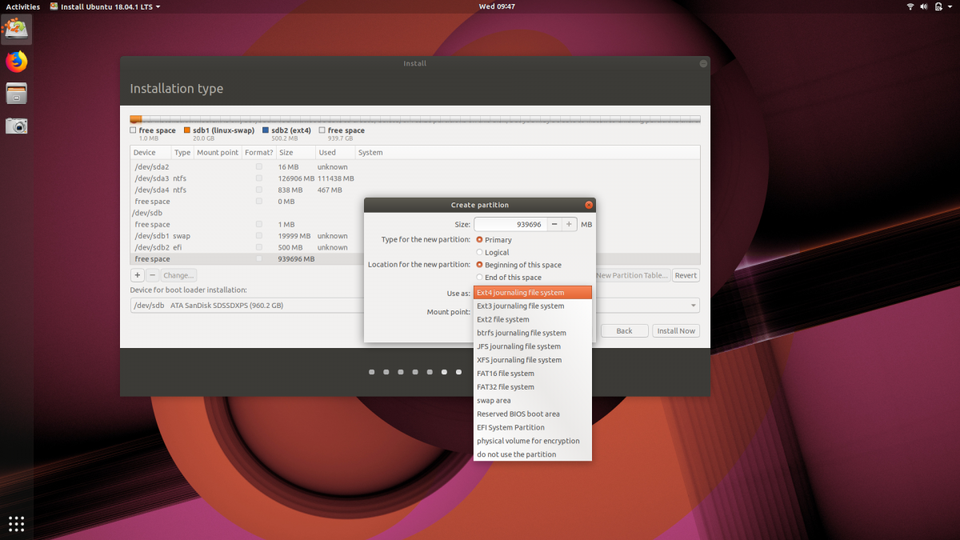 Activities Install Ubuntu 18.04.1 LTS Wed 09:47
Install
Installation type
free space sdb1 (linux-swap) sdb2 (ext4) free space
1.0 MB 20.0 GB 500.2 MB 939.7 GB
Device Type Mount point Format? Size Used System
/dev/sda2 16 MB unknown
/dev/sda3 ntfs 126906 MB 111438 MB
/dev/sda4 ntfs 838 MB 467 MB
free space 0 MB
/dev/sdb
free space 1 MB
/dev/sdb1 swap 19999 MB unknown
/dev/sdb2 efi 500 MB unknown
free space 939696 MB
+ − Change... New Partition Table... Revert
Device for boot loader installation:
/dev/sdb ATA SanDisk SDSSDXPS (960.2 GB)
Back Install Now
Create partition
Size: 939696 − + MB
Type for the new partition: Primary
Logical
Location for the new partition: Beginning of this space
End of this space
Use as: Ext4 journaling file system
Ext3 journaling file system
Mount point: Ext2 file system
btrfs journaling file system
JFS journaling file system
XFS journaling file system
FAT16 file system
FAT32 file system
swap area
Reserved BIOS boot area
EFI System Partition
physical volume for encryption
do not use the partition